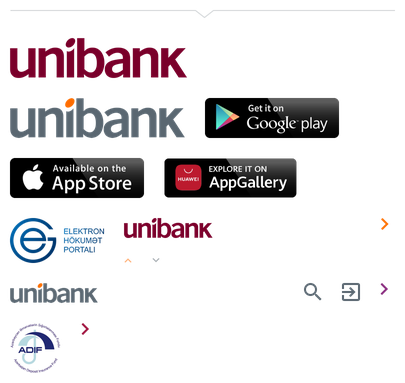 unibank
unibank
Get it on
Google play
Available on the
App Store
EXPLORE IT ON
AppGallery
HUAWEI
ELEKTRON
HÖKUMƏT
PORTALI
unibank
unibank
ADIF